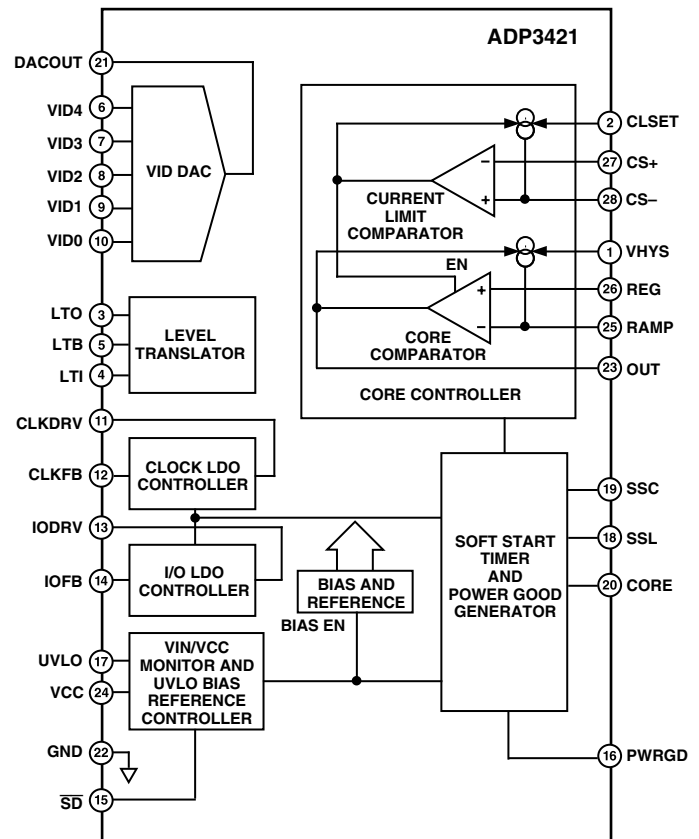 ADP3421
DACOUT 21
VID4 6
VID3 7
VID2 8
VID1 9
VID0 10
VID DAC
LTO 3
LTB 5
LTI 4
LEVEL
TRANSLATOR
CLKDRV 11
CLKFB 12
CLOCK LDO
CONTROLLER
IODRV 13
IOFB 14
I/O LDO
CONTROLLER
UVLO 17
VCC 24
VIN/VCC
MONITOR AND
UVLO BIAS
REFERENCE
CONTROLLER
GND 22
SD 15
BIAS AND
REFERENCE
BIAS EN
2 CLSET
27 CS+
28 CS–
–
+
CURRENT
LIMIT
COMPARATOR
1 VHYS
26 REG
25 RAMP
23 OUT
EN
+
–
CORE
COMPARATOR
CORE CONTROLLER
SOFT START
TIMER
AND
POWER GOOD
GENERATOR
19 SSC
18 SSL
20 CORE
16 PWRGD